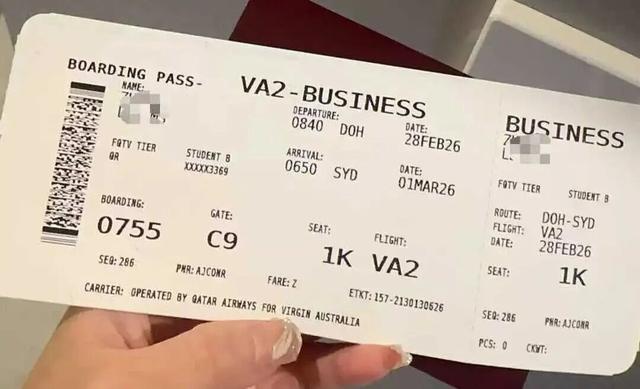 BOARDING PASS- VA2-BUSINESS
NAME:
DEPARTURE: DATE:
0840 DOH 28FEB26
FQTV TIER STUDENT B ARRIVAL: DATE:
QR XXXXX3369 0650 SYD 01MAR26
BOARDING: GATE: SEAT: FLIGHT:
0755 C9 1K VA2
SEQ: 286 PNR: AJCONR FARE: Z ETKT: 157-2130130626
CARRIER: OPERATED BY QATAR AIRWAYS FOR VIRGIN AUSTRALIA
BUSINESS
FQTV TIER STUDENT B
ROUTE: DOH-SYD
FLIGHT: VA2
DATE: 28FEB26
SEAT: 1K
SEQ: 286 PNR: AJCONR
PCS: 0 CKWT: